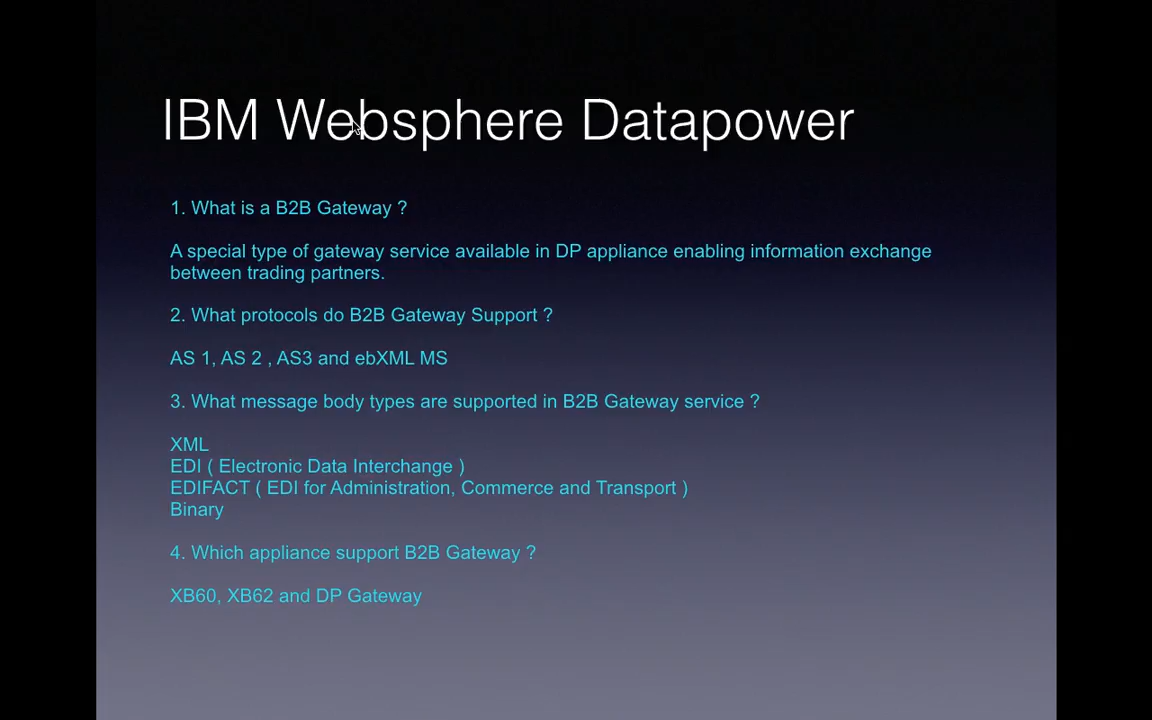 IBM Websphere Datapower
1. What is a B2B Gateway ?
A special type of gateway service available in DP appliance enabling information exchange
between trading partners.
2. What protocols do B2B Gateway Support ?
AS 1, AS 2 , AS3 and ebXML MS
3. What message body types are supported in B2B Gateway service ?
XML
EDI ( Electronic Data Interchange )
EDIFACT ( EDI for Administration, Commerce and Transport )
Binary
4. Which appliance support B2B Gateway ?
XB60, XB62 and DP Gateway